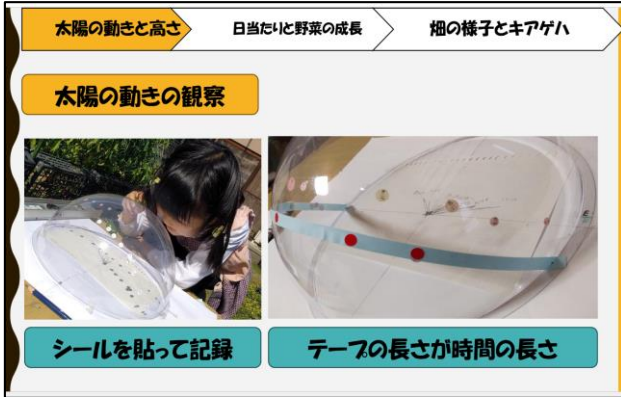 太陽の動きと高さ
日当たりと野菜の成長
畑の様子とキアゲハ
太陽の動きの観察
シールを貼って記録
テープの長さが時間の長さ